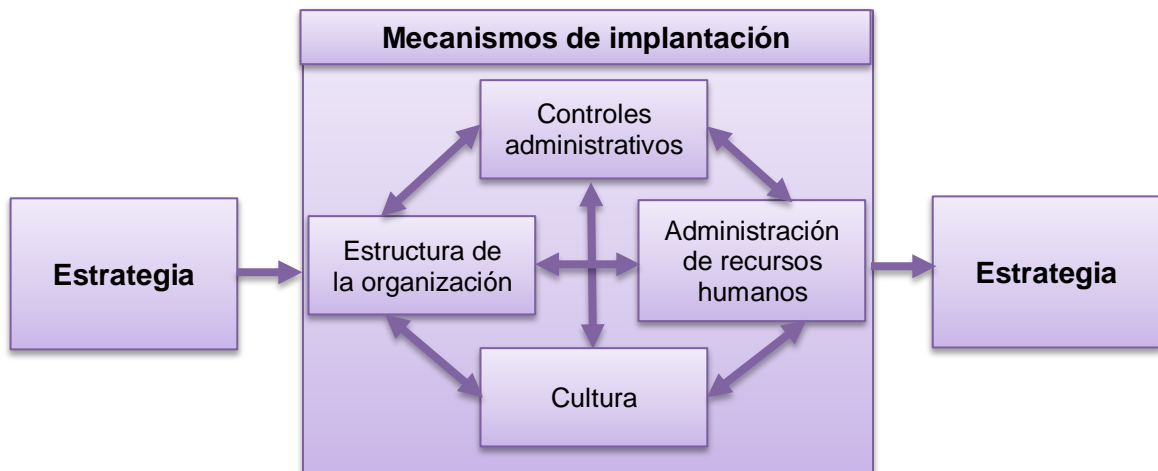 Mecanismos de implantación
Controles
administrativos
Estrategia
Estructura de
la organización
Administración
de recursos
humanos
Estrategia
Cultura